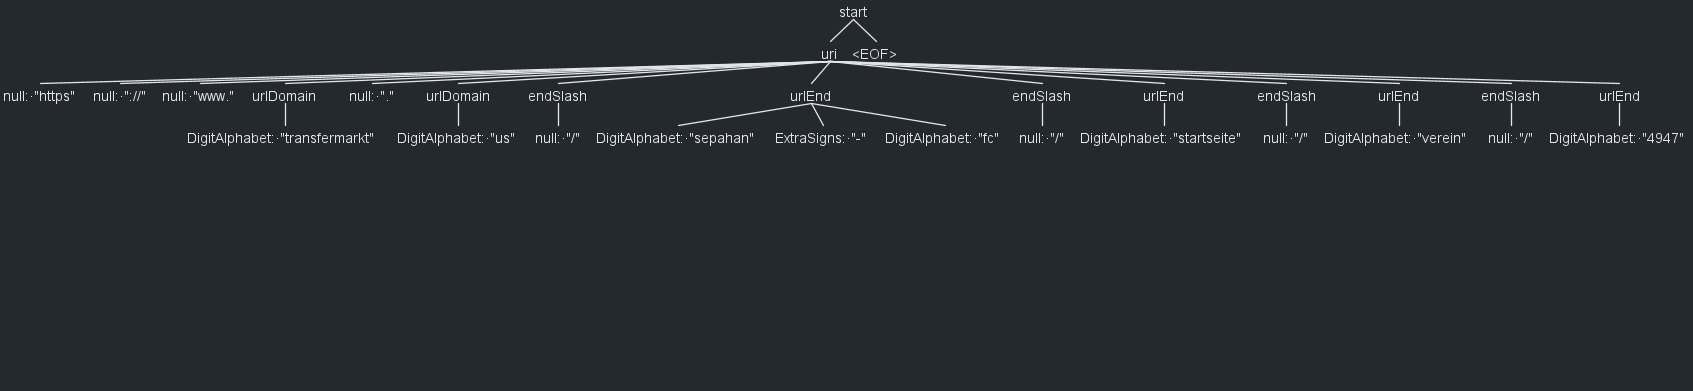 start
uri <EOF>
null:·"https" null:·"://" null:·"www." urlDomain null:·"." urlDomain endSlash urlEnd endSlash urlEnd endSlash urlEnd endSlash urlEnd
DigitAlphabet:·"transfermarkt" DigitAlphabet:·"us" null:·"/" DigitAlphabet:·"sepahan" ExtraSigns:·"-" DigitAlphabet:·"fc" null:·"/" DigitAlphabet:·"startseite" null:·"/" DigitAlphabet:·"verein" null:·"/" DigitAlphabet:·"4947"